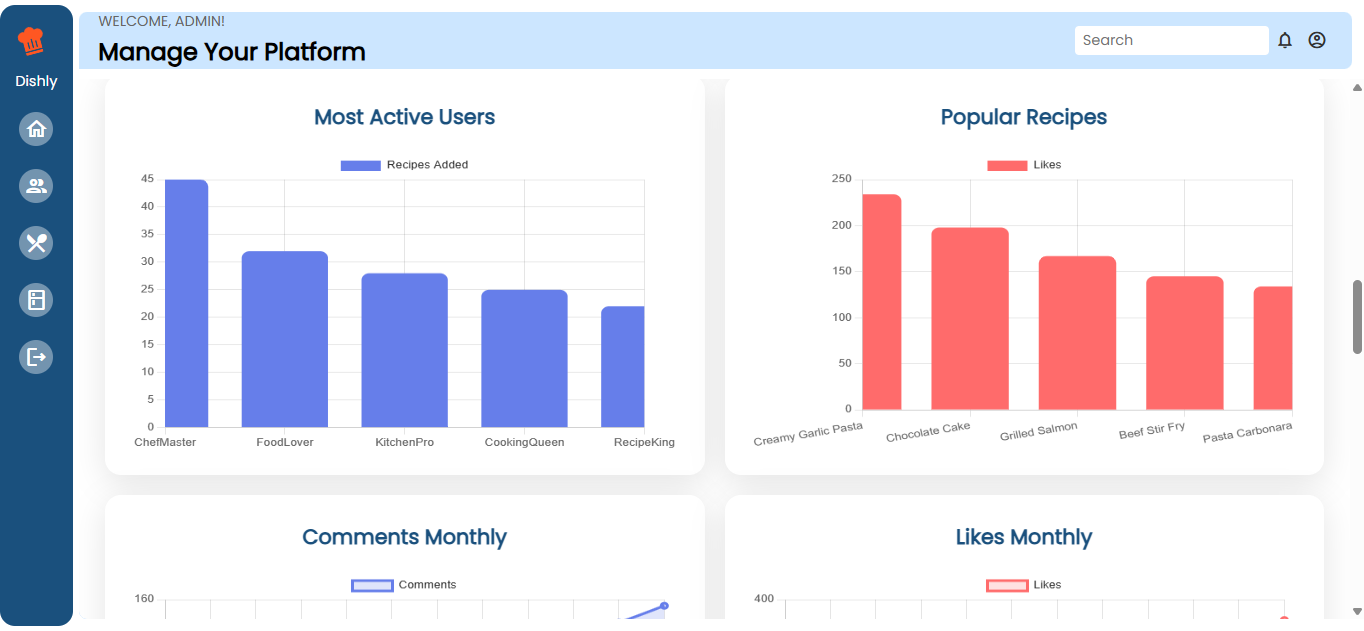 WELCOME, ADMIN!
Manage Your Platform
Search
Dishly
Most Active Users
Recipes Added
45
40
35
30
25
20
15
10
5
0
ChefMaster FoodLover KitchenPro CookingQueen RecipeKing
Popular Recipes
Likes
250
200
150
100
50
0
Creamy Garlic Pasta Chocolate Cake Grilled Salmon Beef Stir Fry Pasta Carbonara
Comments Monthly
Comments
160
Likes Monthly
Likes
400